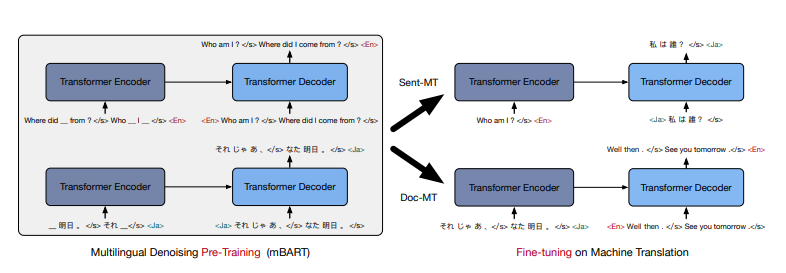 Who am I ? </s> Where did I come from ? </s> <En>
Transformer Encoder
Transformer Decoder
Where did __ from ? </s> Who __ I __ </s> <En>
<En> Who am I ? </s> Where did I come from ? </s>
それ じゃ あ 、</s> なた 明日 。 </s> <Ja>
Transformer Encoder
Transformer Decoder
__ 明日 。 </s> それ __</s> <Ja>
<Ja> それ じゃ あ 、</s> なた 明日 。 </s>
Multilingual Denoising Pre-Training (mBART)
Sent-MT
Doc-MT
私 は 誰 ? </s> <Ja>
Transformer Encoder
Transformer Decoder
Who am I ? </s> <En>
<Ja> 私 は 誰 ? </s>
Well then . </s> See you tomorrow .</s> <En>
Transformer Encoder
Transformer Decoder
それ じゃ あ 、</s> なた 明日 。 </s> <Ja>
<En> Well then . </s> See you tomorrow .</s>
Fine-tuning on Machine Translation